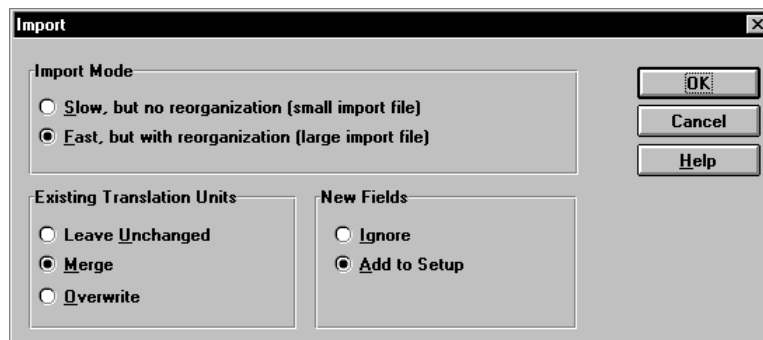 Import
Import Mode
Slow, but no reorganization (small import file)
Fast, but with reorganization (large import file)
OK
Cancel
Help
Existing Translation Units
Leave Unchanged
Merge
Overwrite
New Fields
Ignore
Add to Setup